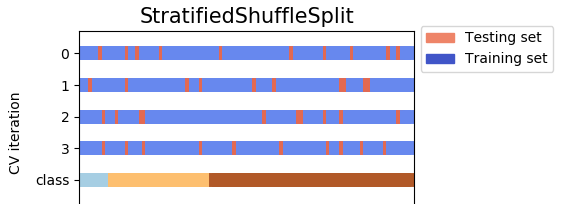 StratifiedShuffleSplit
Testing set
Training set
CV iteration
0
1
2
3
class